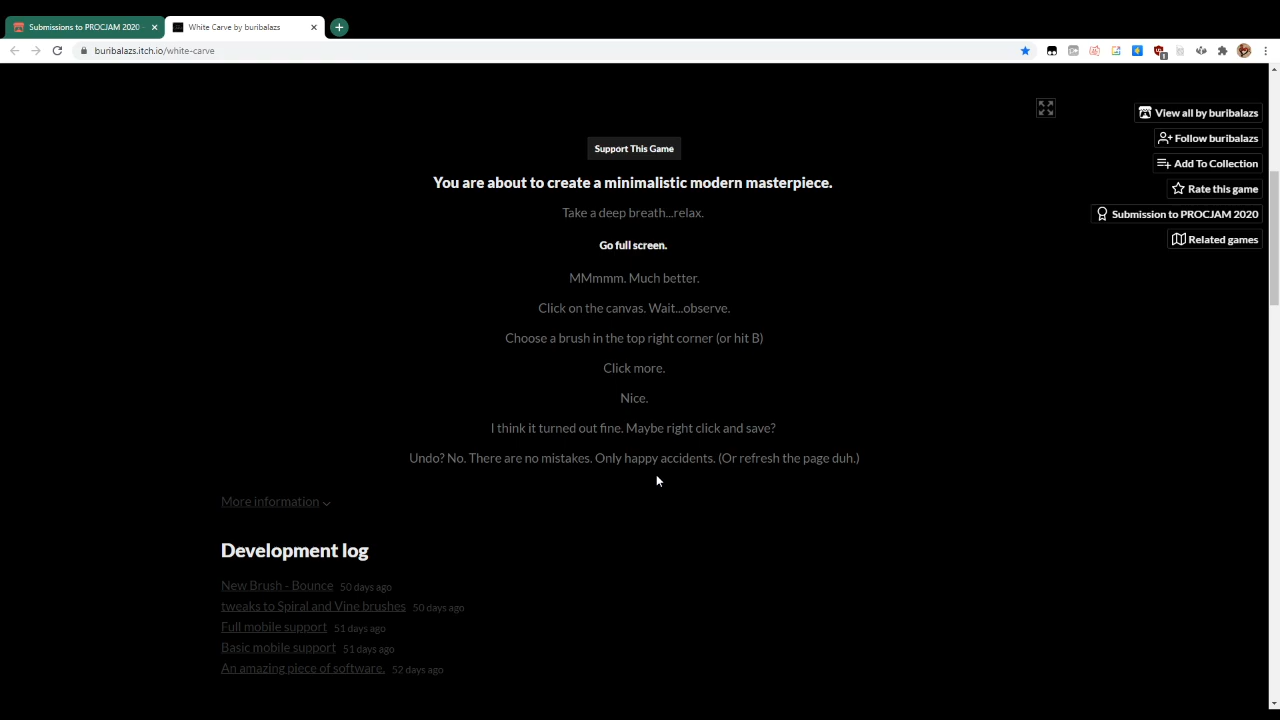 Submissions to PROCJAM 2020 -
White Carve by buribalazs
buribalazs.itch.io/white-carve
1
View all by buribalazs
Follow buribalazs
Add To Collection
Rate this game
Submission to PROCJAM 2020
Related games
Support This Game
You are about to create a minimalistic modern masterpiece.
Take a deep breath...relax.
Go full screen.
MMmmm. Much better.
Click on the canvas. Wait...observe.
Choose a brush in the top right corner (or hit B)
Click more.
Nice.
I think it turned out fine. Maybe right click and save?
Undo? No. There are no mistakes. Only happy accidents. (Or refresh the page duh.)
More information
Development log
New Brush - Bounce 50 days ago
tweaks to Spiral and Vine brushes 50 days ago
Full mobile support 51 days ago
Basic mobile support 51 days ago
An amazing piece of software. 52 days ago